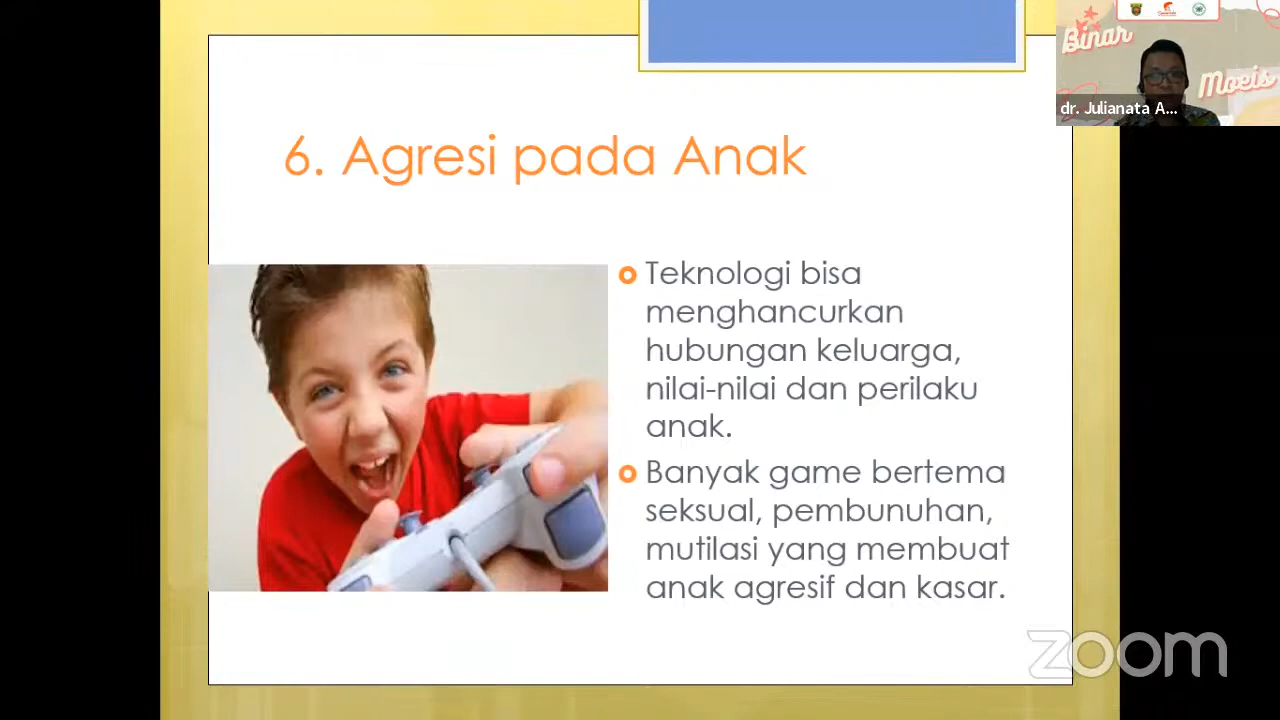 6. Agresi pada Anak
Teknologi bisa
menghancurkan
hubungan keluarga,
nilai-nilai dan perilaku
anak.
Banyak game bertema
seksual, pembunuhan,
mutilasi yang membuat
anak agresif dan kasar.
Binar
Moeis
dr. Julianata A...
zoom